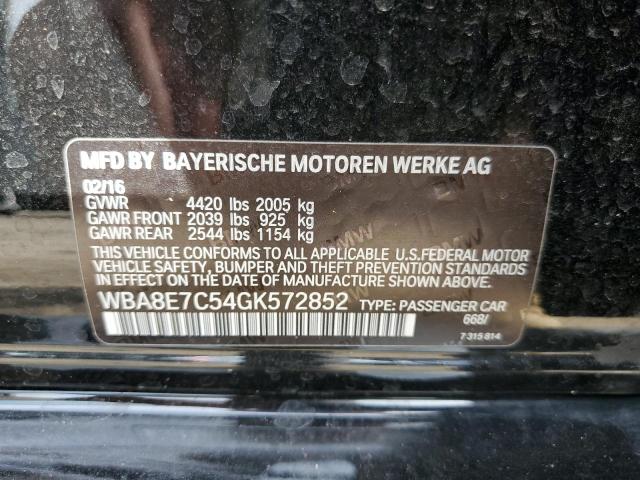 MFD BY BAYERISCHE MOTOREN WERKE AG
02/16
GVWR 4420 lbs 2005 kg
GAWR FRONT 2039 lbs 925 kg
GAWR REAR 2544 lbs 1154 kg
THIS VEHICLE CONFORMS TO ALL APPLICABLE U.S.FEDERAL MOTOR
VEHICLE SAFETY, BUMPER AND THEFT PREVENTION STANDARDS
IN EFFECT ON THE DATE OF MANUFACTURE SHOWN ABOVE.
WBA8E7C54GK572852 TYPE: PASSENGER CAR
668/
7 315 814